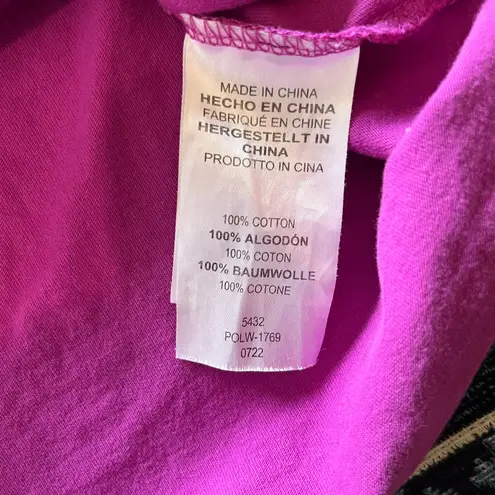 MADE IN CHINA
HECHO EN CHINA
FABRIQUÉ EN CHINE
HERGESTELLT IN
CHINA
PRODOTTO IN CINA
100% COTTON
100% ALGODÓN
100% COTON
100% BAUMWOLLE
100% COTONE
5432
POLW-1769
0722